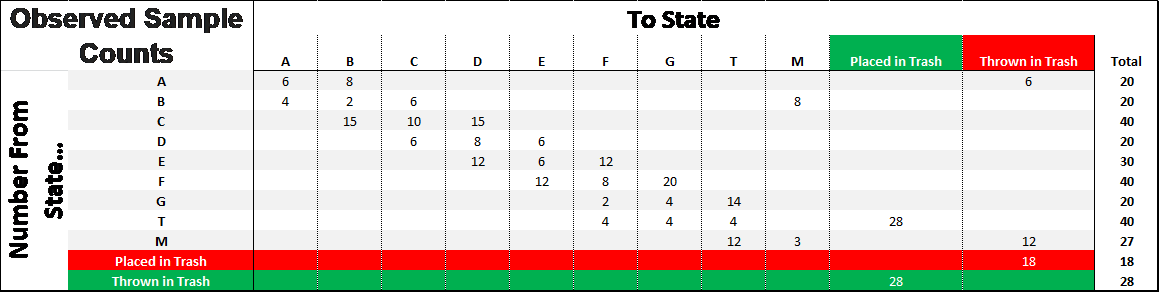 Observed Sample Counts To State
A B C D E F G T M Placed in Trash Thrown in Trash Total
Number From State...
A 6 8 6 20
B 4 2 6 8 20
C 15 10 15 40
D 6 8 6 20
E 12 6 12 30
F 12 8 20 40
G 2 4 14 20
T 4 4 4 28 40
M 12 3 12 27
Placed in Trash 18 18
Thrown in Trash 28 28